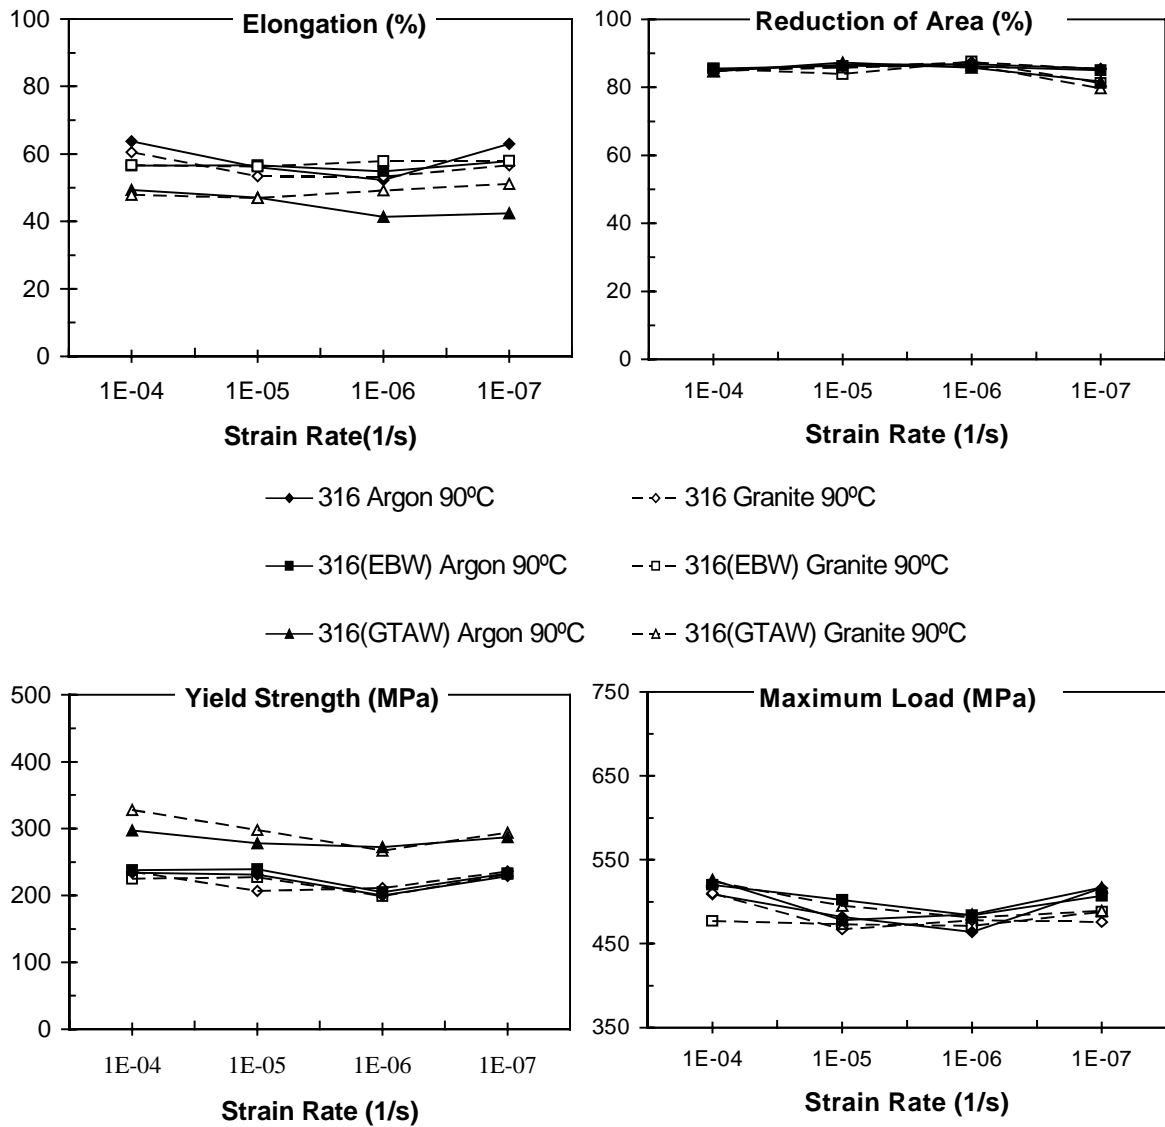 Elongation (%)
100
80
60
40
20
0
1E-04 1E-05 1E-06 1E-07
Strain Rate(1/s)
Reduction of Area (%)
100
80
60
40
20
0
1E-04 1E-05 1E-06 1E-07
Strain Rate (1/s)
316 Argon 90ºC 316 Granite 90ºC
316(EBW) Argon 90ºC 316(EBW) Granite 90ºC
316(GTAW) Argon 90ºC 316(GTAW) Granite 90ºC
Yield Strength (MPa)
500
400
300
200
100
0
1E-04 1E-05 1E-06 1E-07
Strain Rate (1/s)
Maximum Load (MPa)
750
650
550
450
350
1E-04 1E-05 1E-06 1E-07
Strain Rate (1/s)